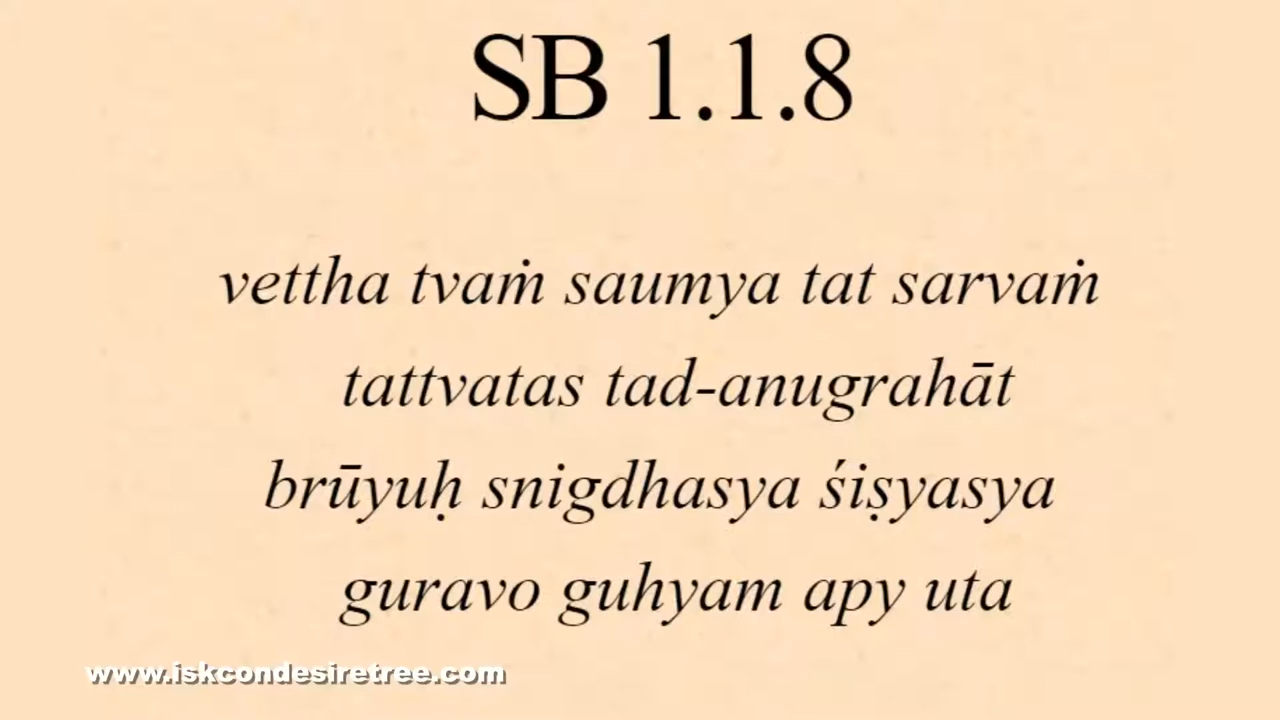 SB 1.1.8
vettha tvaṁ saumya tat sarvaṁ
tattvatas tad-anugrahāt
brūyuḥ snigdhasya śiṣyasya
guravo guhyam apy uta
www.iskcondesiretree.com